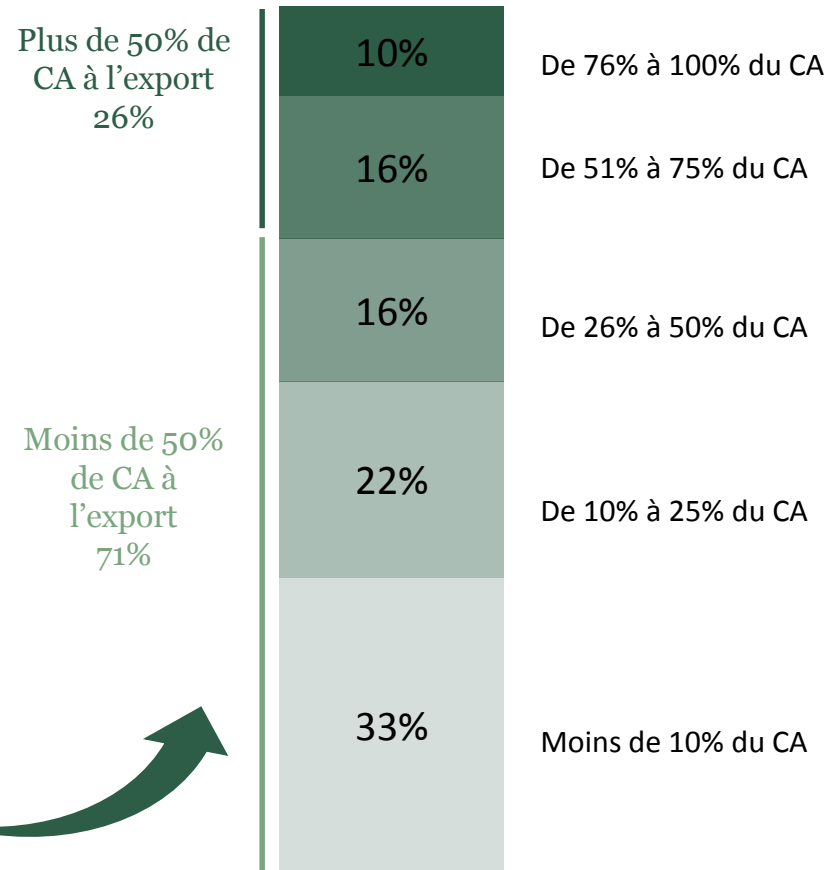 Plus de 50% de
CA à l’export
26%
10%
De 76% à 100% du CA
16%
De 51% à 75% du CA
16%
De 26% à 50% du CA
Moins de 50%
de CA à
l’export
71%
22%
De 10% à 25% du CA
33%
Moins de 10% du CA